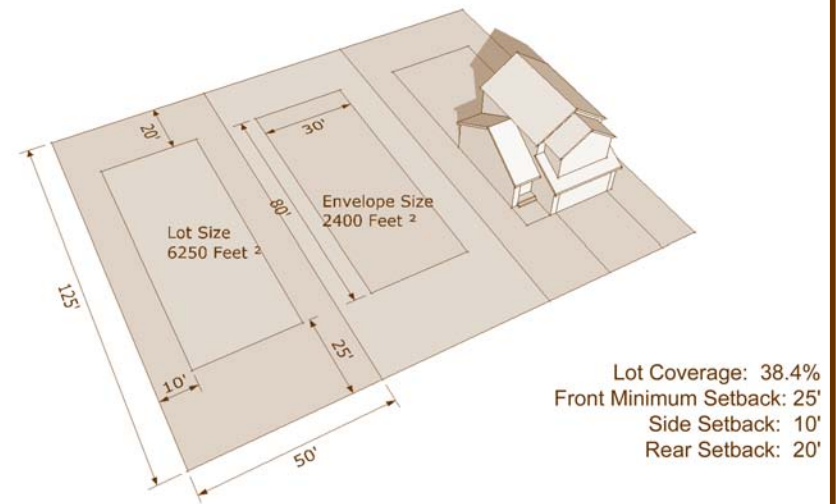 20'
30'
80'
Envelope Size
2400 Feet ²
Lot Size
6250 Feet ²
125'
25'
10'
50'
Lot Coverage: 38.4%
Front Minimum Setback: 25'
Side Setback: 10'
Rear Setback: 20'